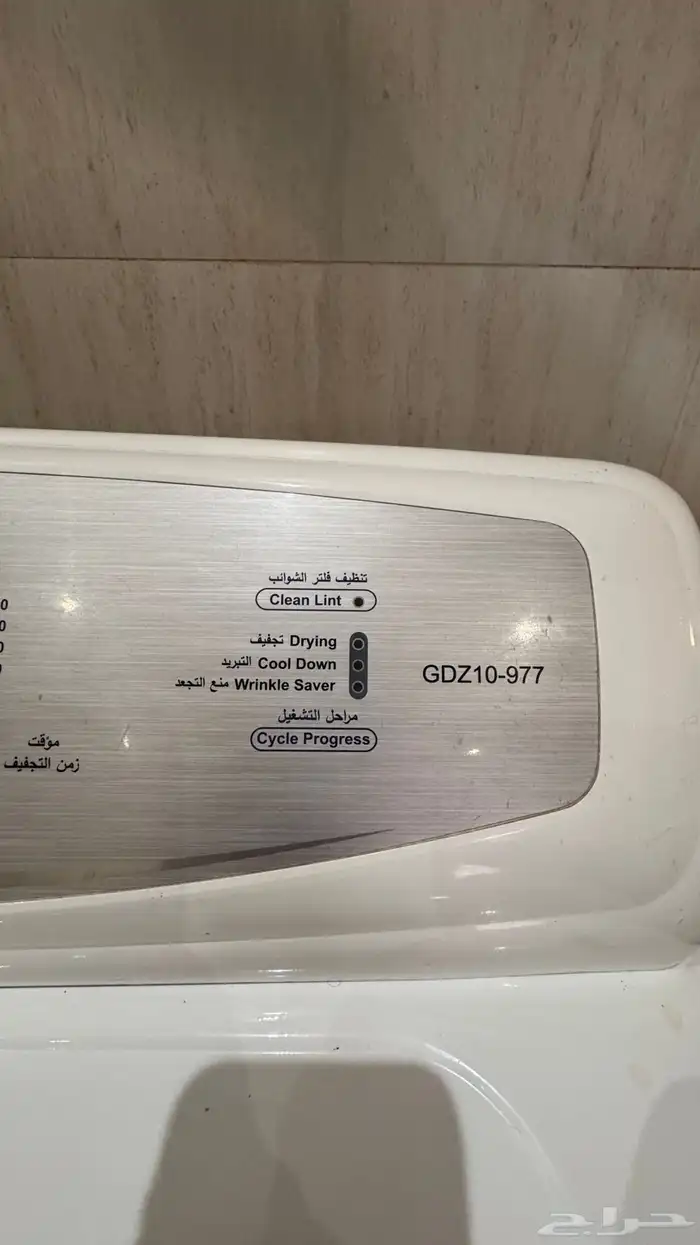 تنظيف فلتر الشوائب
Clean Lint
تجفيف Drying
التبريد Cool Down
منع التجعد Wrinkle Saver
مراحل التشغيل
Cycle Progress
GDZ10-977
مؤقت
زمن التجفيف
حراج